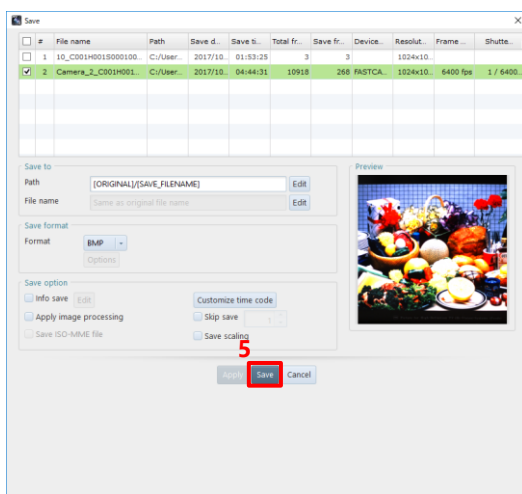 Save
# File name Path Save d... Save ti... Total fr... Save fr... Device... Resolut... Frame ... Shutte...
1 10_C001H001S000100... C:/User... 2017/10... 01:53:25 3 3 1024x10...
2 Camera_2_C001H001... C:/User... 2017/10... 04:44:31 10918 268 FASTCA... 1024x10... 6400 fps 1 / 6400...
Save to
Path [ORIGINAL]/[SAVE_FILENAME] Edit
File name Same as original file name Edit
Save format
Format BMP
Options
Save option
Info save Edit Customize time code
Apply image processing Skip save 1
Save ISO-MME file Save scaling
Preview
5
Apply Save Cancel